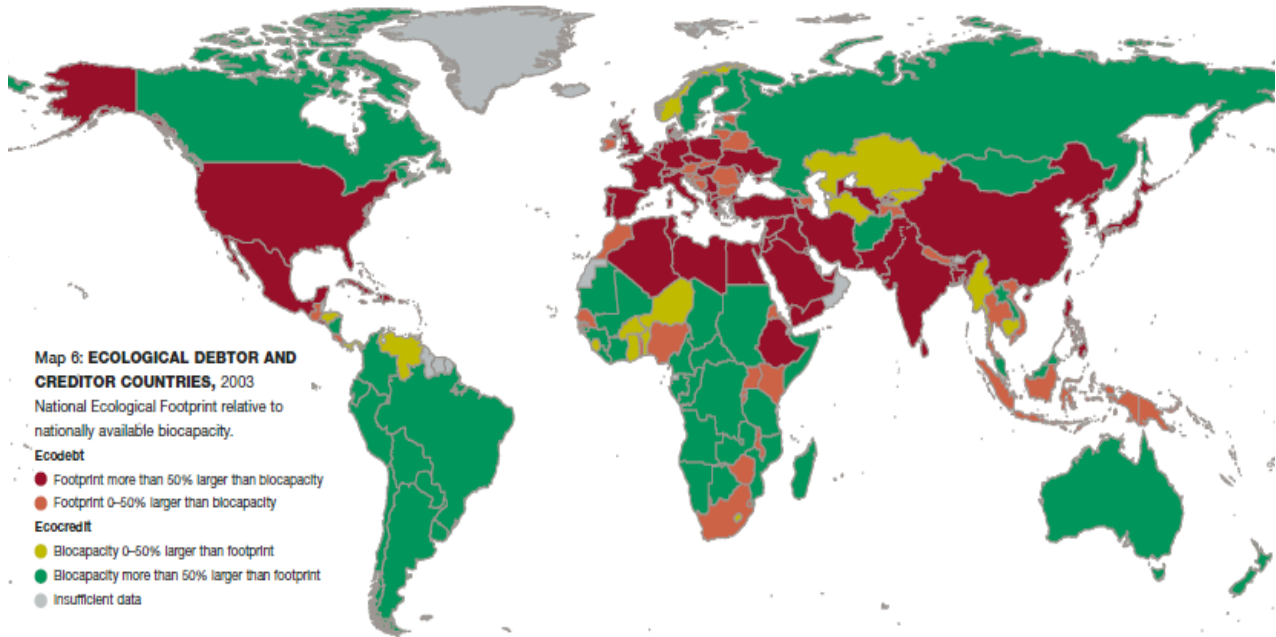 Map 6: ECOLOGICAL DEBTOR AND
CREDITOR COUNTRIES, 2003
National Ecological Footprint relative to
nationally available biocapacity.
Ecodebt
Footprint more than 50% larger than biocapacity
Footprint 0–50% larger than biocapacity
Ecocredit
Biocapacity 0–50% larger than footprint
Biocapacity more than 50% larger than footprint
Insufficient data